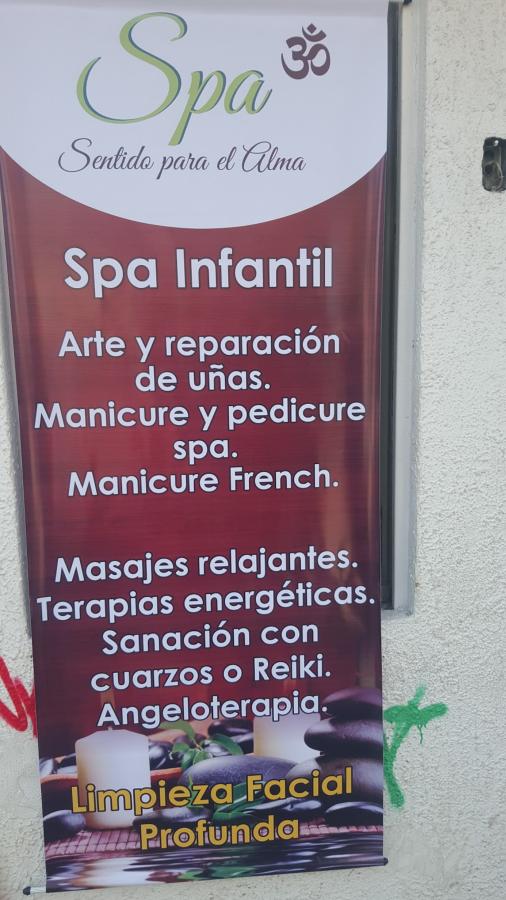 Spa ॐ
Sentido para el Alma
Spa Infantil
Arte y reparación
de uñas.
Manicure y pedicure
spa.
Manicure French.
Masajes relajantes.
Terapias energéticas.
Sanación con
cuarzos o Reiki.
Angeloterapia.
Limpieza Facial
Profunda